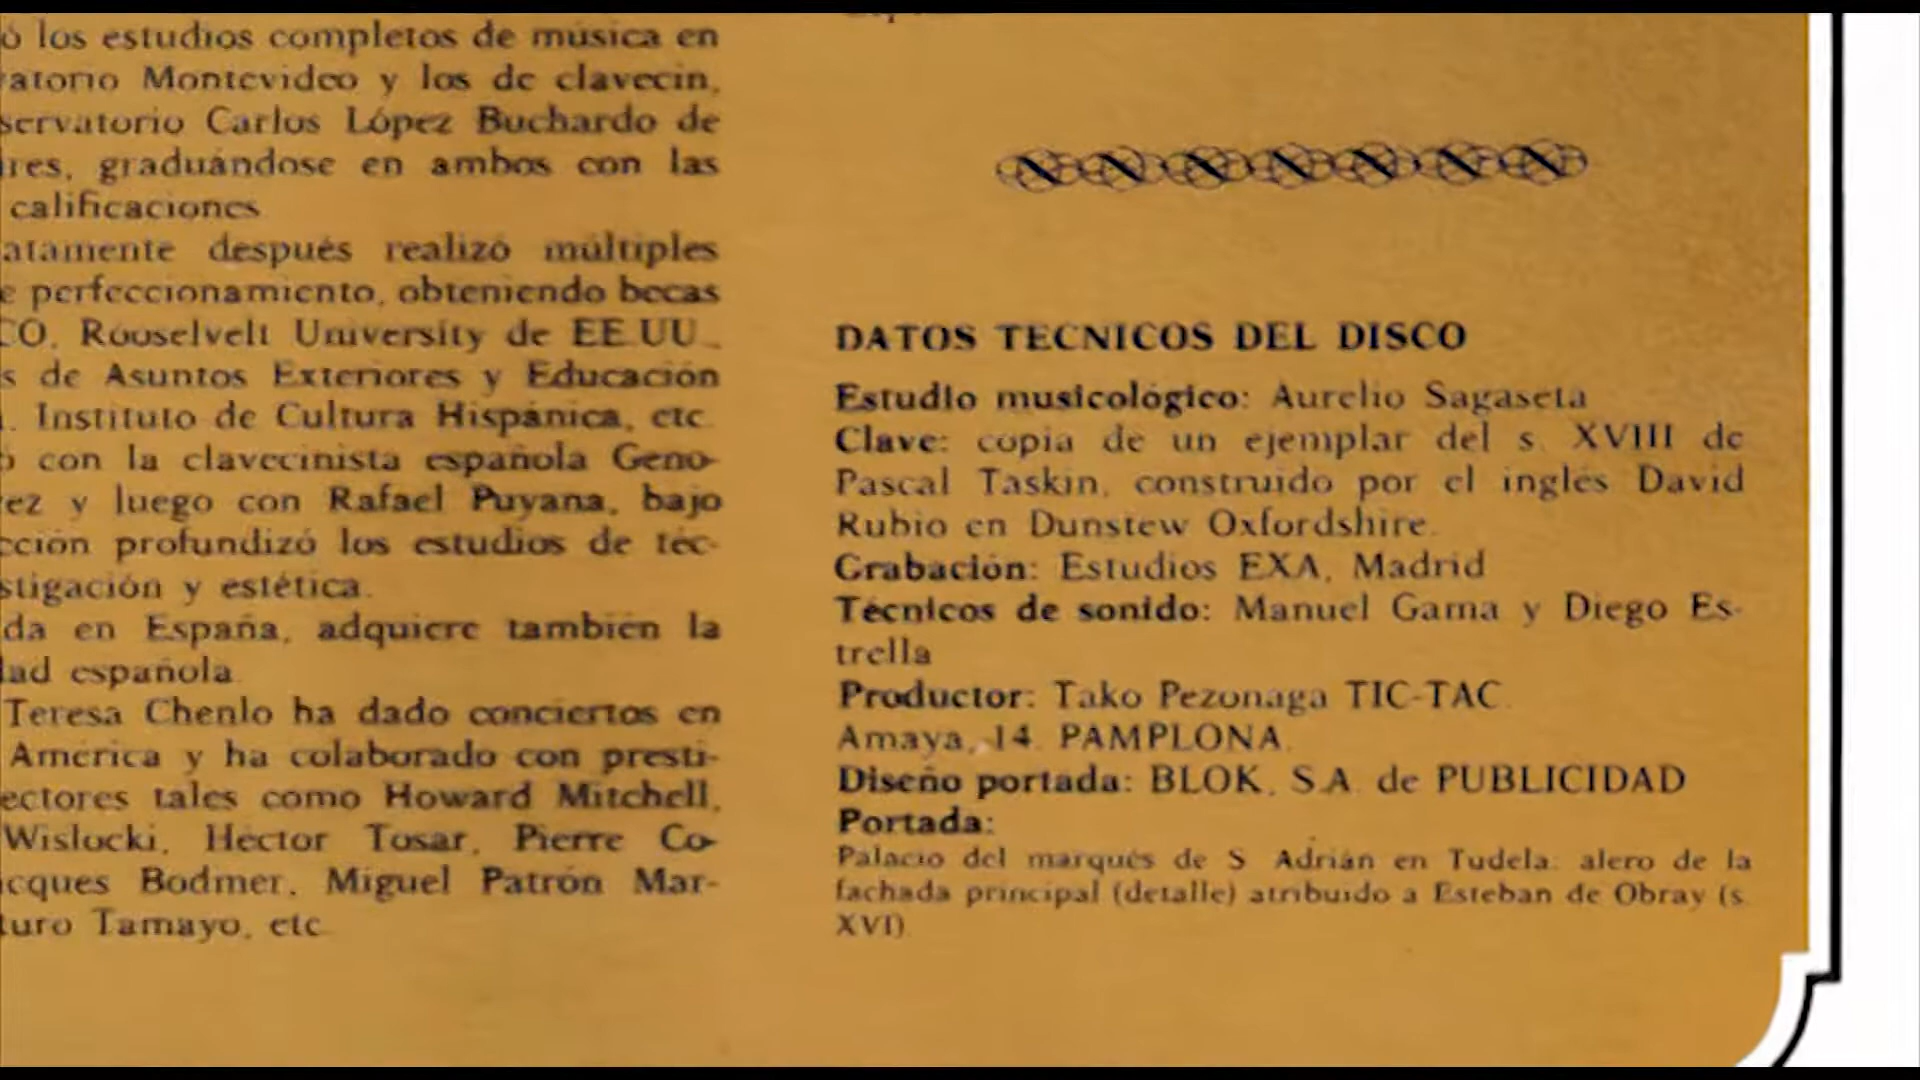 ó los estudios completos de música en
atorio Montevideo y los de clavecín,
servatorio Carlos López Buchardo de
res, graduándose en ambos con las
calificaciones
atamente después realizó múltiples
e perfeccionamiento, obteniendo becas
CO, Rooselvelt University de EE.UU.,
s de Asuntos Exteriores y Educación
. Instituto de Cultura Hispánica, etc.
ó con la clavecinista española Geno-
ez y luego con Rafael Puyana, bajo
cción profundizó los estudios de téc-
stigación y estética.
da en España, adquiere también la
dad española.
Teresa Chenlo ha dado conciertos en
América y ha colaborado con presti-
ectores tales como Howard Mitchell,
Wislocki, Hector Tosar, Pierre Co-
cques Bodmer, Miguel Patrón Mar-
turo Tamayo, etc.
DATOS TECNICOS DEL DISCO
Estudio musicológico: Aurelio Sagaseta
Clave: copia de un ejemplar del s. XVIII de
Pascal Taskin, construido por el inglés David
Rubio en Dunstew Oxfordshire.
Grabación: Estudios EXA, Madrid
Técnicos de sonido: Manuel Gama y Diego Es-
trella
Productor: Tako Pezonaga TIC-TAC.
Amaya, 14. PAMPLONA.
Diseño portada: BLOK, S.A. de PUBLICIDAD
Portada:
Palacio del marqués de S. Adrián en Tudela: alero de la
fachada principal (detalle) atribuido a Esteban de Obray (s.
XVI).